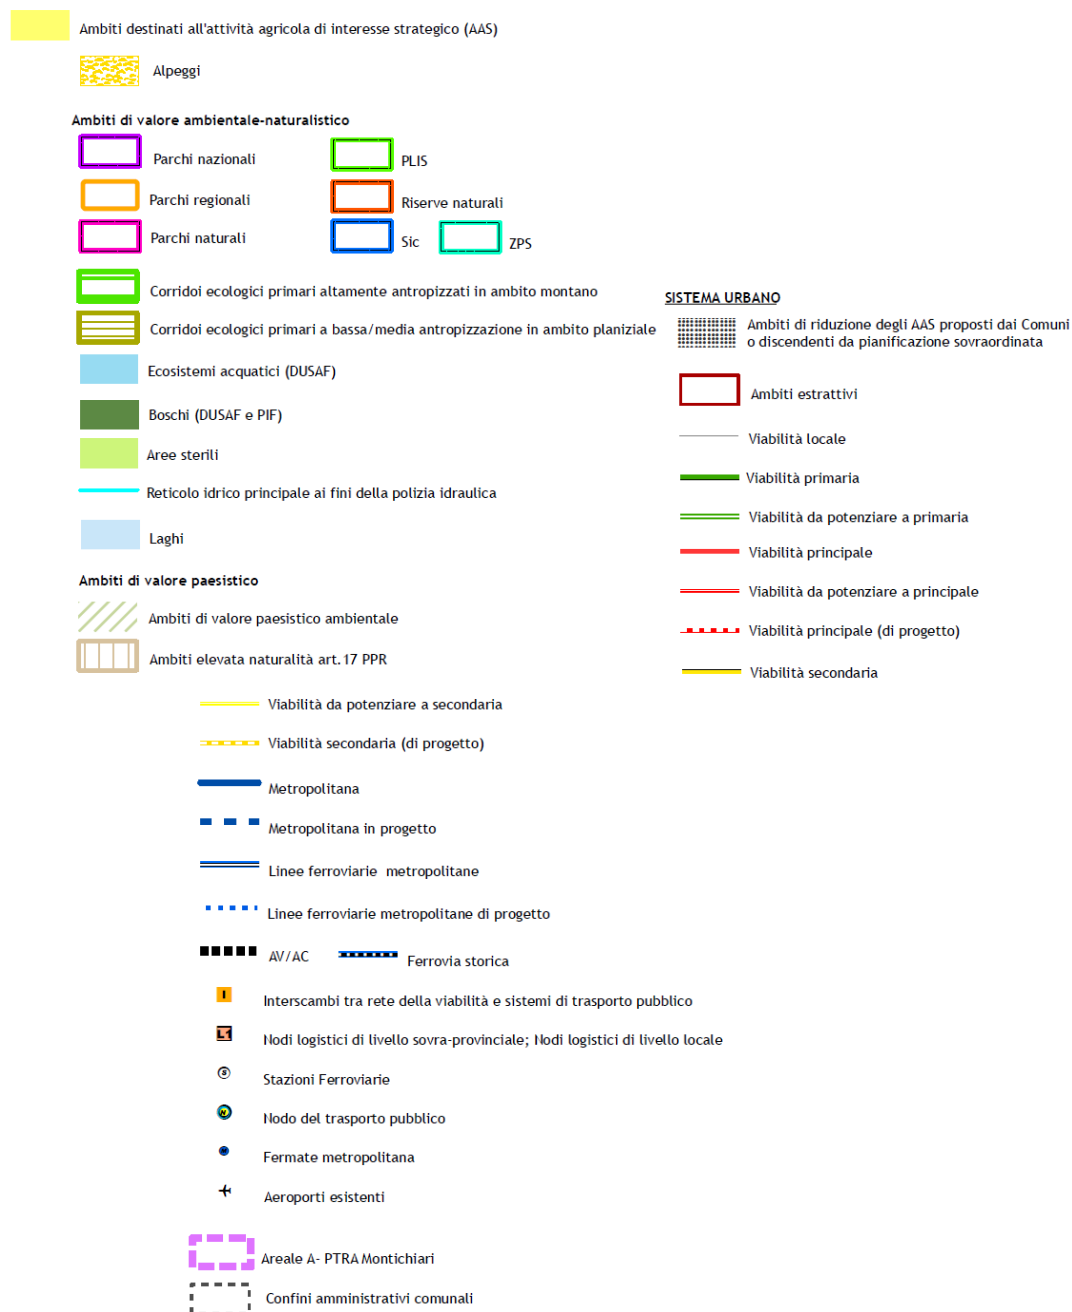 Ambiti destinati all'attività agricola di interesse strategico (AAS)
Alpeggi
Ambiti di valore ambientale-naturalistico
Parchi nazionali
PLIS
Parchi regionali
Riserve naturali
Parchi naturali
Sic
ZPS
Corridoi ecologici primari altamente antropizzati in ambito montano
Corridoi ecologici primari a bassa/media antropizzazione in ambito planiziale
Ecosistemi acquatici (DUSAF)
Boschi (DUSAF e PIF)
Aree sterili
Reticolo idrico principale ai fini della polizia idraulica
Laghi
Ambiti di valore paesistico
Ambiti di valore paesistico ambientale
Ambiti elevata naturalità art.17 PPR
SISTEMA URBANO
Ambiti di riduzione degli AAS proposti dai Comuni
o discendenti da pianificazione sovraordinata
Ambiti estrattivi
Viabilità locale
Viabilità primaria
Viabilità da potenziare a primaria
Viabilità principale
Viabilità da potenziare a principale
Viabilità principale (di progetto)
Viabilità secondaria
Viabilità da potenziare a secondaria
Viabilità secondaria (di progetto)
Metropolitana
Metropolitana in progetto
Linee ferroviarie metropolitane
Linee ferroviarie metropolitane di progetto
AV/AC
Ferrovia storica
I
Interscambi tra rete della viabilità e sistemi di trasporto pubblico
L1
Nodi logistici di livello sovra-provinciale; Nodi logistici di livello locale
S
Stazioni Ferroviarie
N
Nodo del trasporto pubblico
Fermate metropolitana
Aeroporti esistenti
Areale A- PTRA Montichiari
Confini amministrativi comunali